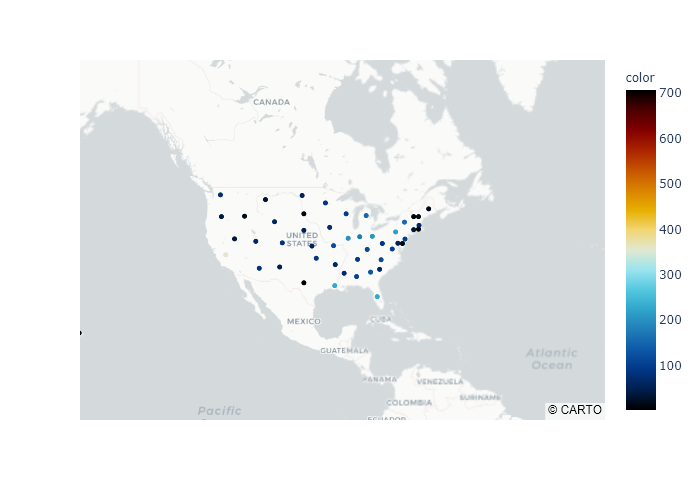 color
700
600
500
400
300
200
100
CANADA
UNITED
STATES
MEXICO
CUBA
GUATEMALA
PANAMA
VENEZUELA
SURINAME
COLOMBIA
Atlantic
Ocean
Pacific
© CARTO